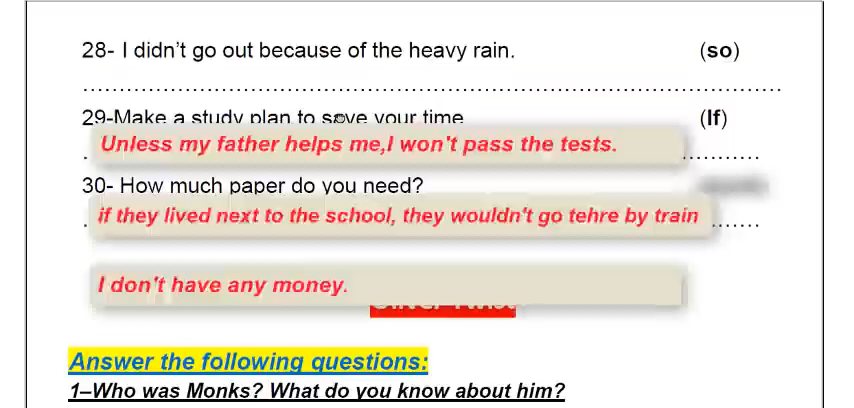 28- I didn't go out because of the heavy rain. (so)
29-Make a study plan to save your time (If)
Unless my father helps me,I won't pass the tests.
30- How much paper do you need?
if they lived next to the school, they wouldn't go tehre by train
I don't have any money.
Answer the following questions:
1–Who was Monks? What do you know about him?